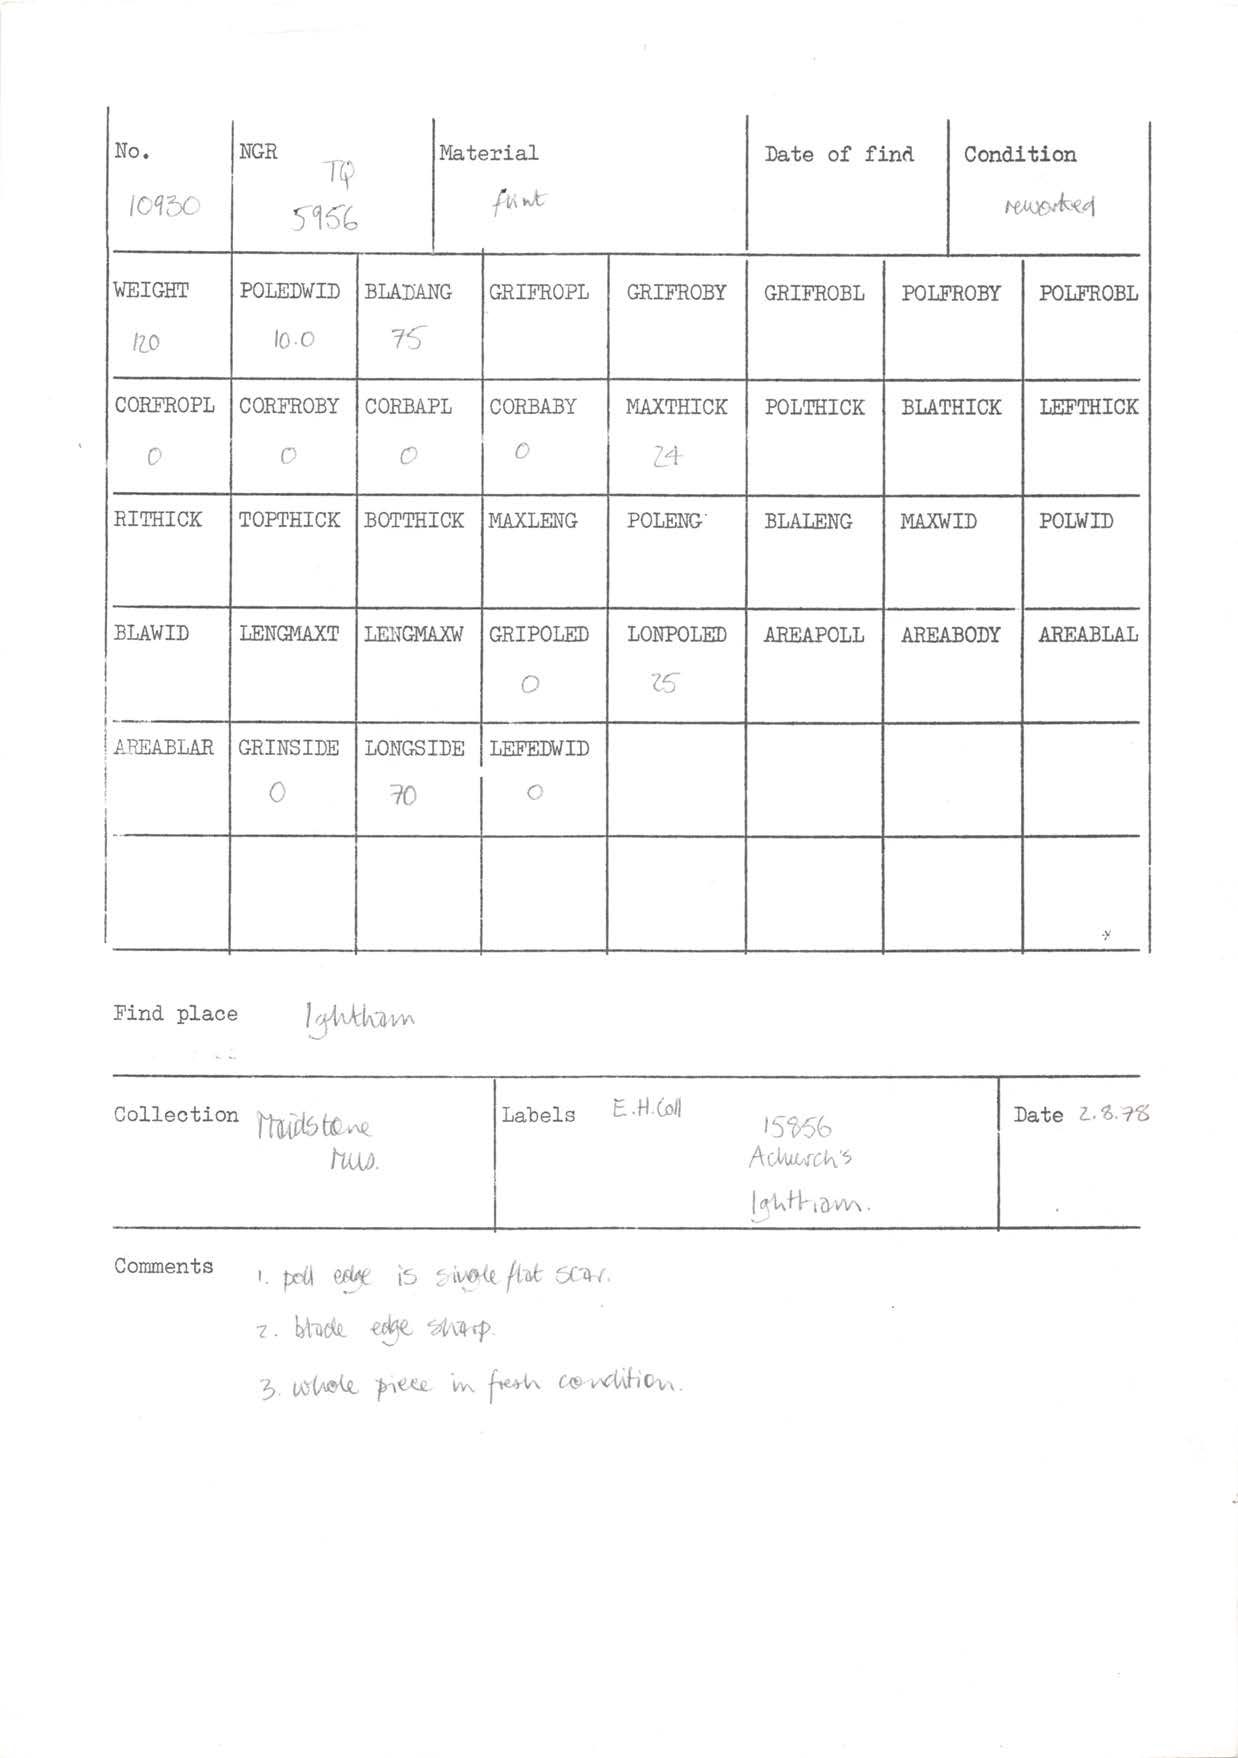 No. NGR Material Date of find Condition
10930 TQ 5956 flint reworked
WEIGHT POLEDWID BLADANG GRIFROPL GRIFROBY GRIFROBL POLFROBY POLFROBL
120 10.0 75
CORFROPL CORFROBY CORBAPL CORBABY MAXTHICK POLTHICK BLATHICK LEFTHICK
0 0 0 0 24
RITHICK TOPTHICK BOTTHICK MAXLENG POLENG BLALENG MAXWID POLWID
BLAWID LENGMAXT LENGMAXW GRIPOLED LONPOLED AREAPOLL AREABODY AREABLAL
0 25
AREABLAR GRINSIDE LONGSIDE LEFEDWID
0 70 0
Find place Ightham
Collection Maidstone Mus.
Labels E.H.Coll
15856
Achurch's
Ightham.
Date 2.8.78
Comments 1. poll edge is single flat scar.
2. blade edge sharp.
3. whole piece in fresh condition.